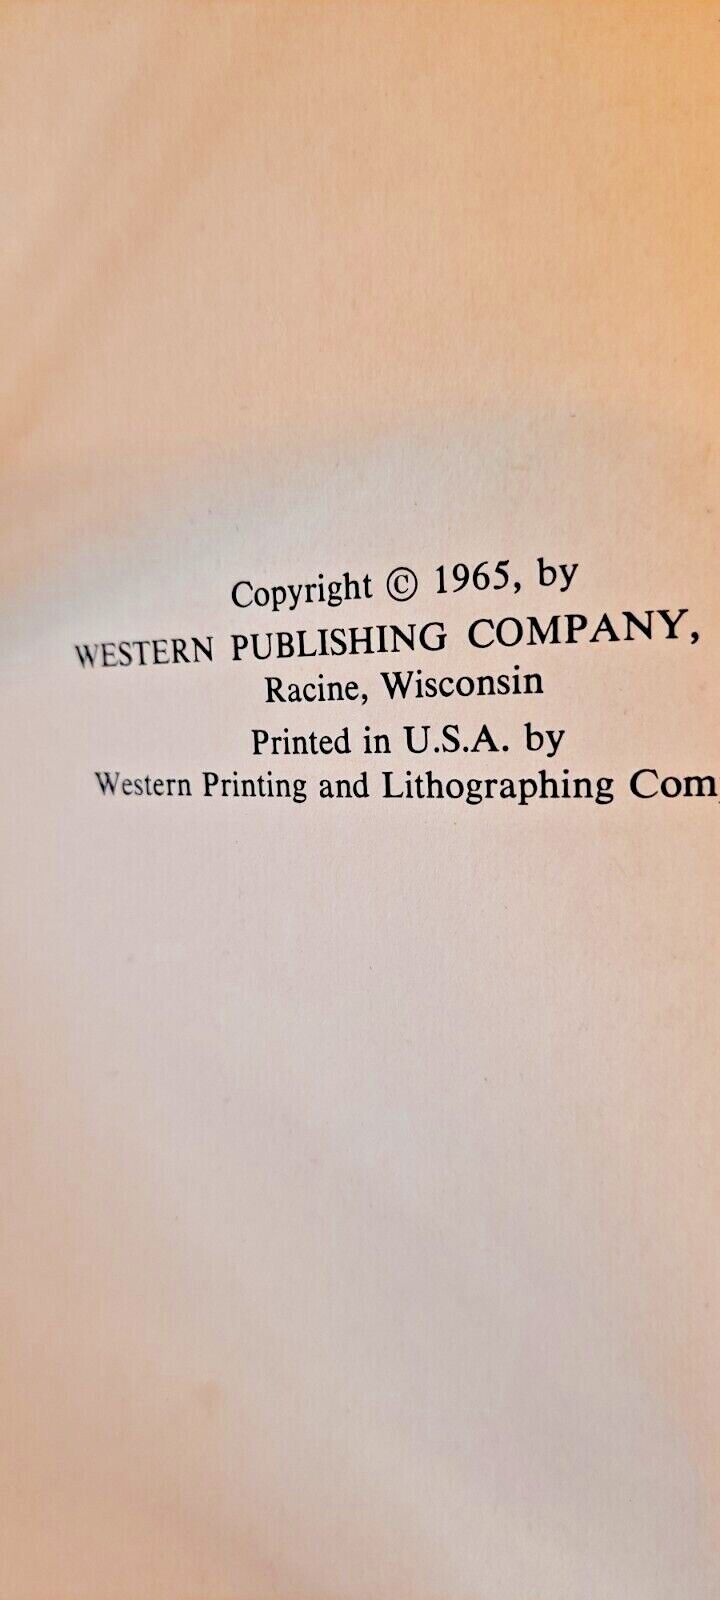 Copyright © 1965, by
WESTERN PUBLISHING COMPANY,
Racine, Wisconsin
Printed in U.S.A. by
Western Printing and Lithographing Com